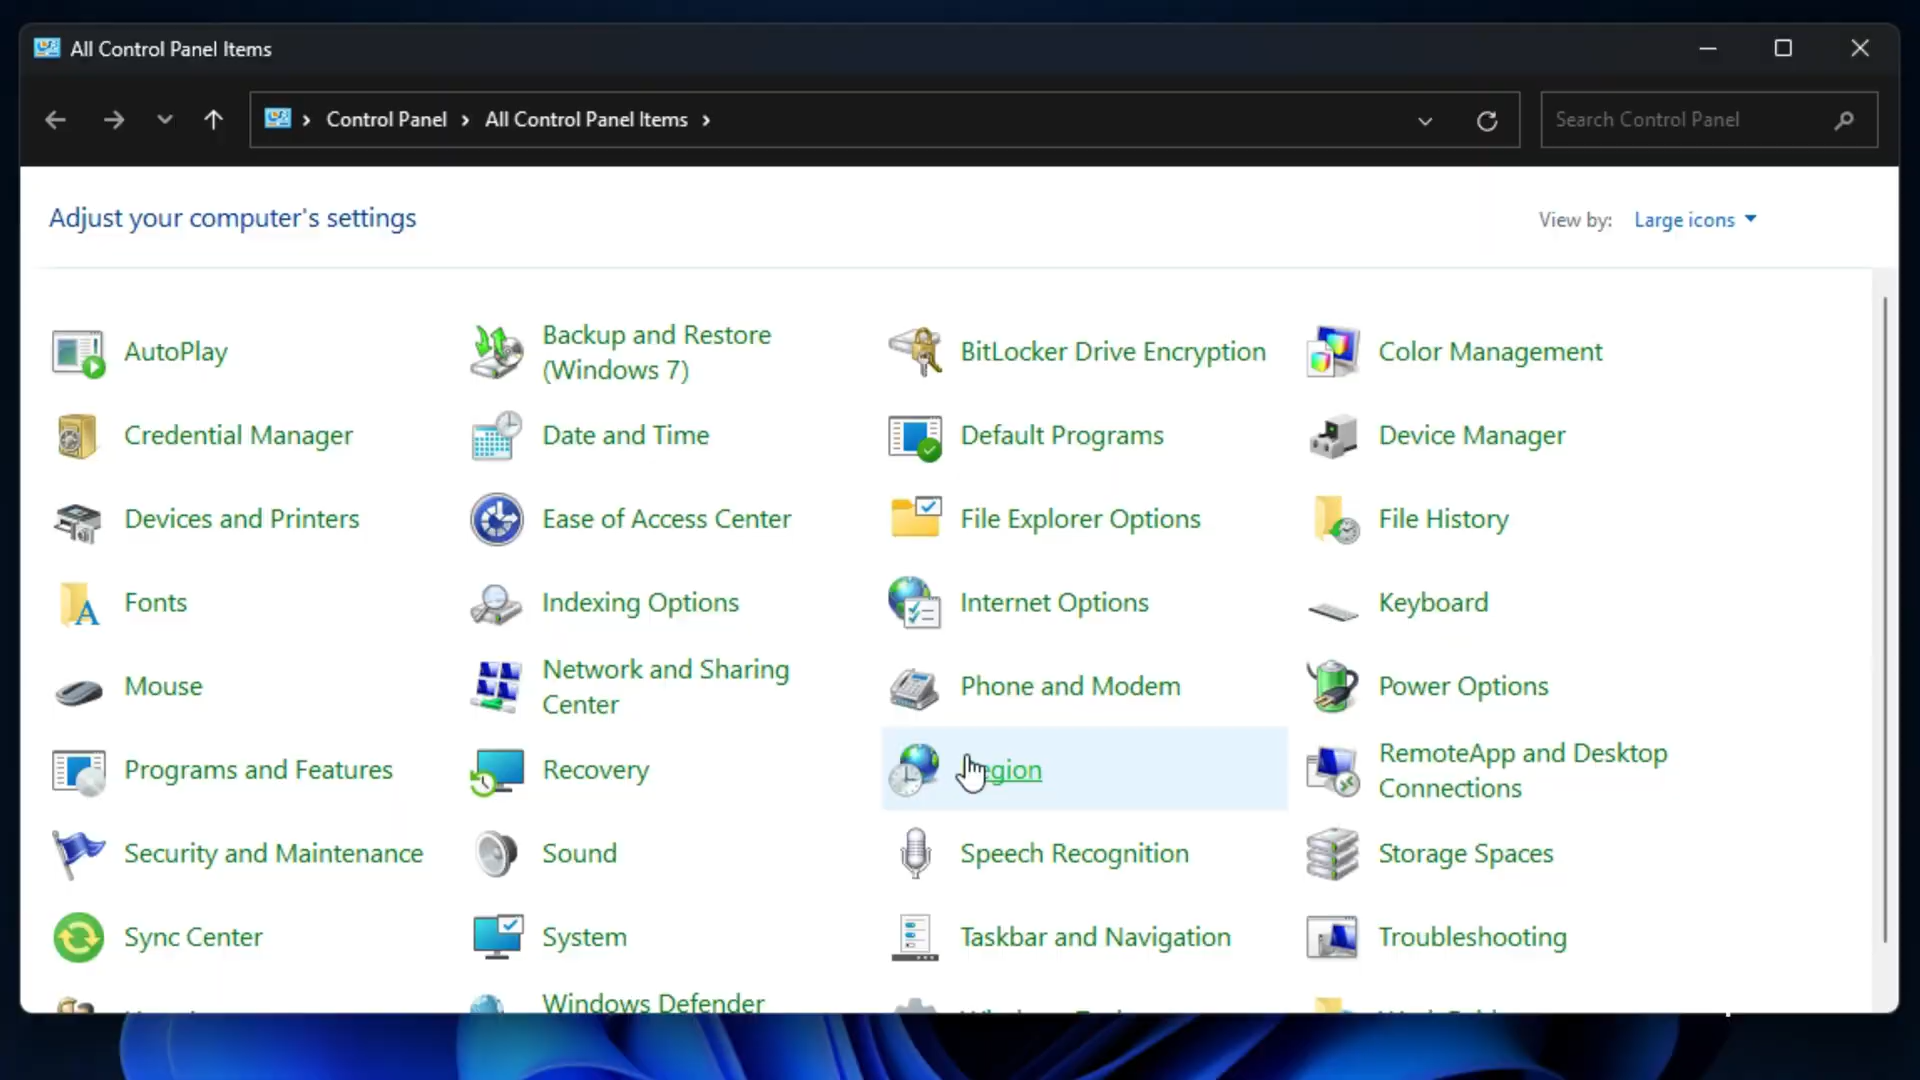 All Control Panel Items
Control Panel
All Control Panel Items
Search Control Panel
Adjust your computer's settings
View by: Large icons
AutoPlay
Backup and Restore
(Windows 7)
BitLocker Drive Encryption
Color Management
Credential Manager
Date and Time
Default Programs
Device Manager
Devices and Printers
Ease of Access Center
File Explorer Options
File History
Fonts
Indexing Options
Internet Options
Keyboard
Mouse
Network and Sharing
Center
Phone and Modem
Power Options
Programs and Features
Recovery
Region
RemoteApp and Desktop
Connections
Security and Maintenance
Sound
Speech Recognition
Storage Spaces
Sync Center
System
Taskbar and Navigation
Troubleshooting
Windows Defender